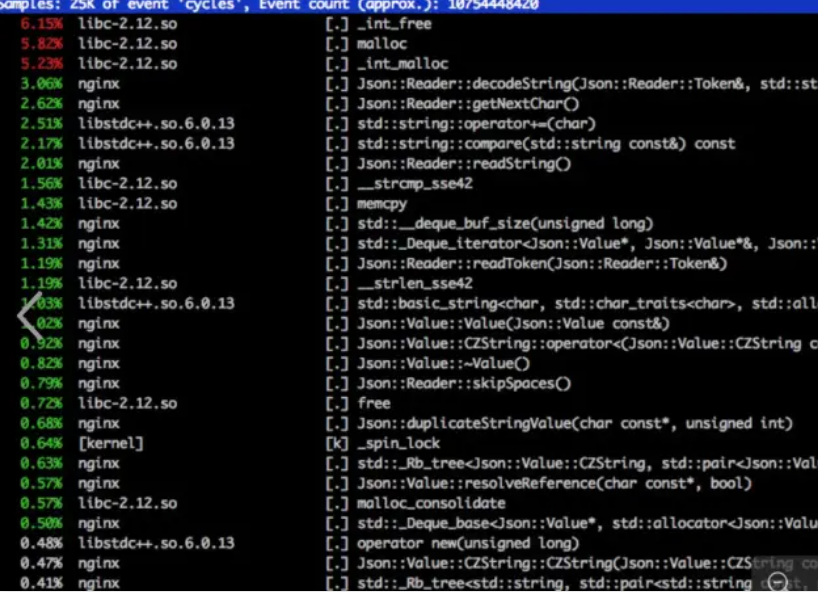 Samples: 25K of event 'cycles', Event count (approx.): 10754448420
6.15% libc-2.12.so [.] _int_free
5.82% libc-2.12.so [.] malloc
5.23% libc-2.12.so [.] _int_malloc
3.06% nginx [.] Json::Reader::decodeString(Json::Reader::Token&, std::st
2.62% nginx [.] Json::Reader::getNextChar()
2.51% libstdc++.so.6.0.13 [.] std::string::operator+=(char)
2.17% libstdc++.so.6.0.13 [.] std::string::compare(std::string const&) const
2.01% nginx [.] Json::Reader::readString()
1.56% libc-2.12.so [.] __strcmp_sse42
1.43% libc-2.12.so [.] memcpy
1.42% nginx [.] std::__deque_buf_size(unsigned long)
1.31% nginx [.] std::_Deque_iterator<Json::Value*, Json::Value*&, Json::
1.19% nginx [.] Json::Reader::readToken(Json::Reader::Token&)
1.19% libc-2.12.so [.] __strlen_sse42
1.03% libstdc++.so.6.0.13 [.] std::basic_string<char, std::char_traits<char>, std::all
1.02% nginx [.] Json::Value::Value(Json::Value const&)
0.92% nginx [.] Json::Value::CZString::operator<(Json::Value::CZString c
0.82% nginx [.] Json::Value::~Value()
0.79% nginx [.] Json::Reader::skipSpaces()
0.72% libc-2.12.so [.] free
0.68% nginx [.] Json::duplicateStringValue(char const*, unsigned int)
0.64% [kernel] [k] _spin_lock
0.63% nginx [.] std::_Rb_tree<Json::Value::CZString, std::pair<Json::Val
0.57% nginx [.] Json::Value::resolveReference(char const*, bool)
0.57% libc-2.12.so [.] malloc_consolidate
0.50% nginx [.] std::_Deque_base<Json::Value*, std::allocator<Json::Valu
0.48% libstdc++.so.6.0.13 [.] operator new(unsigned long)
0.47% nginx [.] Json::Value::CZString::CZString(Json::Value::CZString co
0.41% nginx [.] std::_Rb_tree<std::string, std::pair<std::string